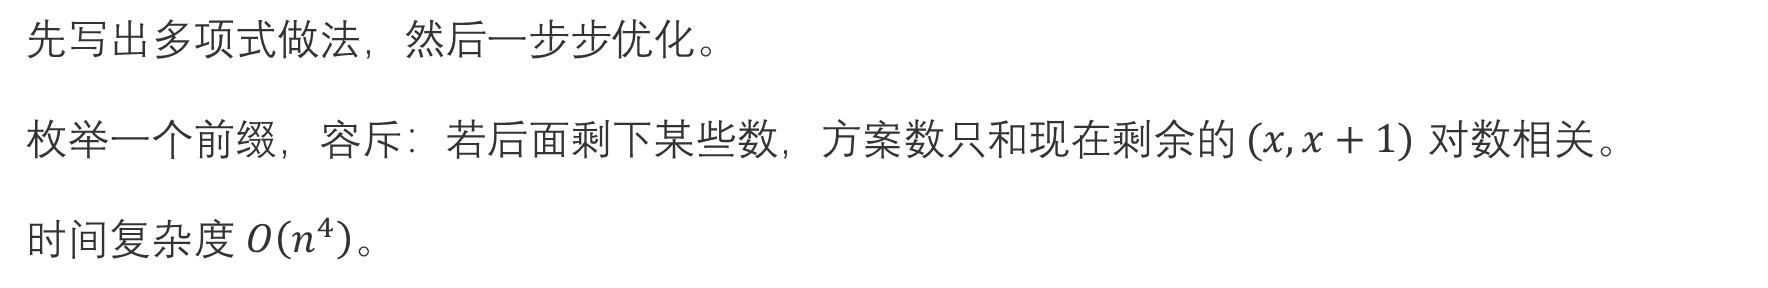 先写出多项式做法，然后一步步优化。
枚举一个前缀，容斥：若后面剩下某些数，方案数只和现在剩余的 (x, x + 1) 对数相关。
时间复杂度 O(n⁴)。